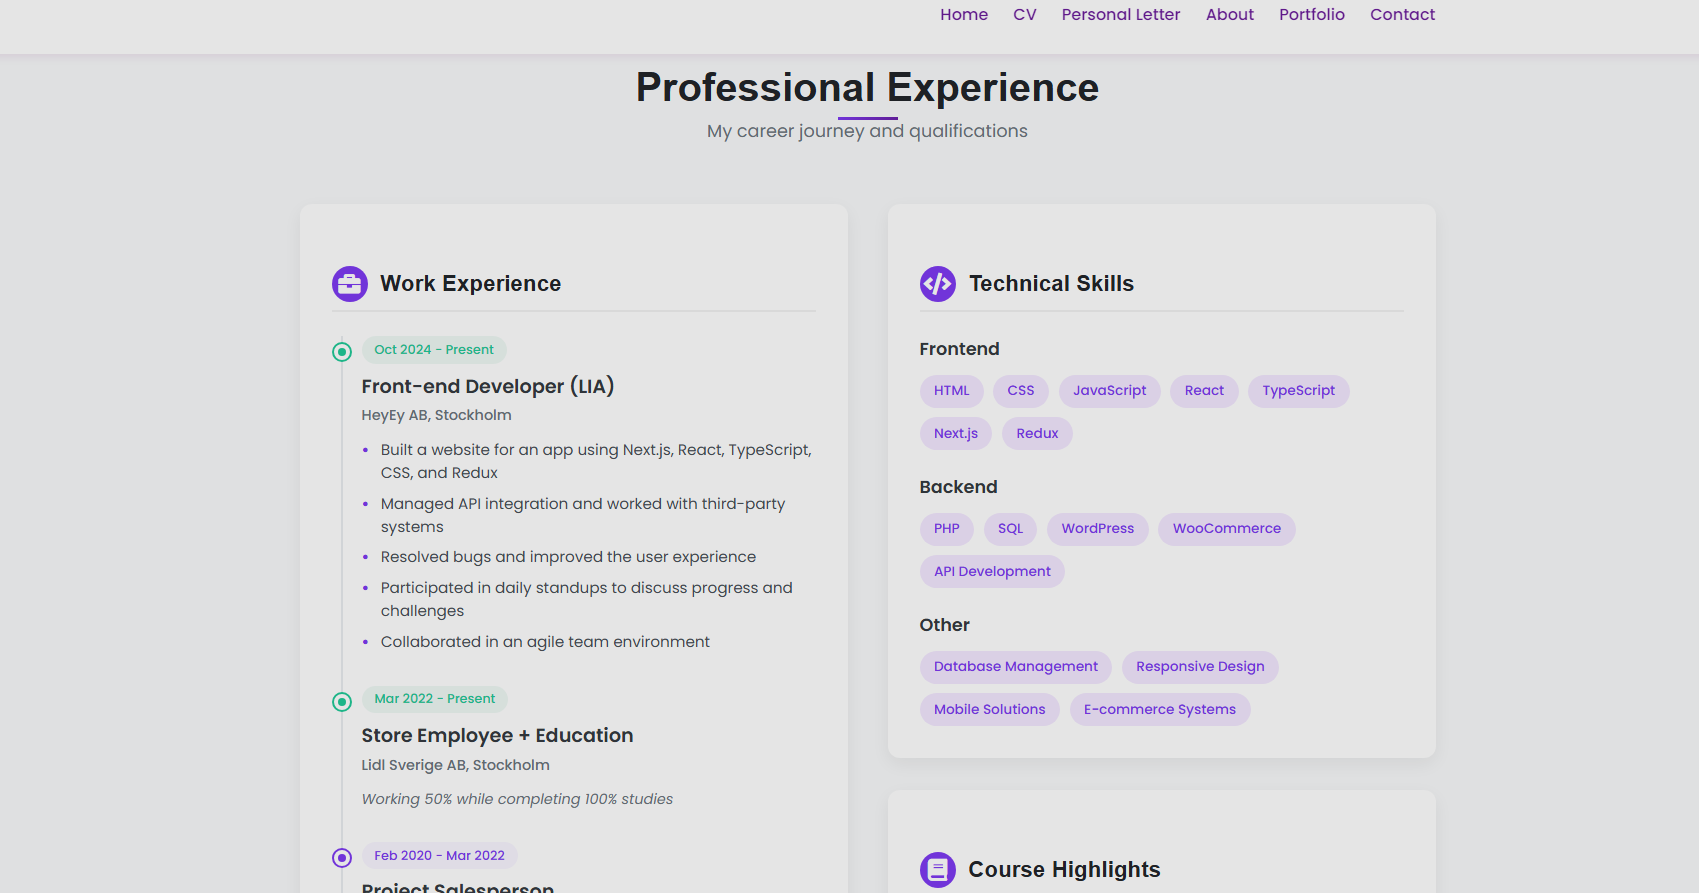 Home CV Personal Letter About Portfolio Contact
Professional Experience
My career journey and qualifications
Work Experience
Oct 2024 - Present
Front-end Developer (LIA)
HeyEy AB, Stockholm
• Built a website for an app using Next.js, React, TypeScript,
CSS, and Redux
• Managed API integration and worked with third-party
systems
• Resolved bugs and improved the user experience
• Participated in daily standups to discuss progress and
challenges
• Collaborated in an agile team environment
Mar 2022 - Present
Store Employee + Education
Lidl Sverige AB, Stockholm
Working 50% while completing 100% studies
Feb 2020 - Mar 2022
Project Salesperson
Technical Skills
Frontend
HTML CSS JavaScript React TypeScript
Next.js Redux
Backend
PHP SQL WordPress WooCommerce
API Development
Other
Database Management Responsive Design
Mobile Solutions E-commerce Systems
Course Highlights